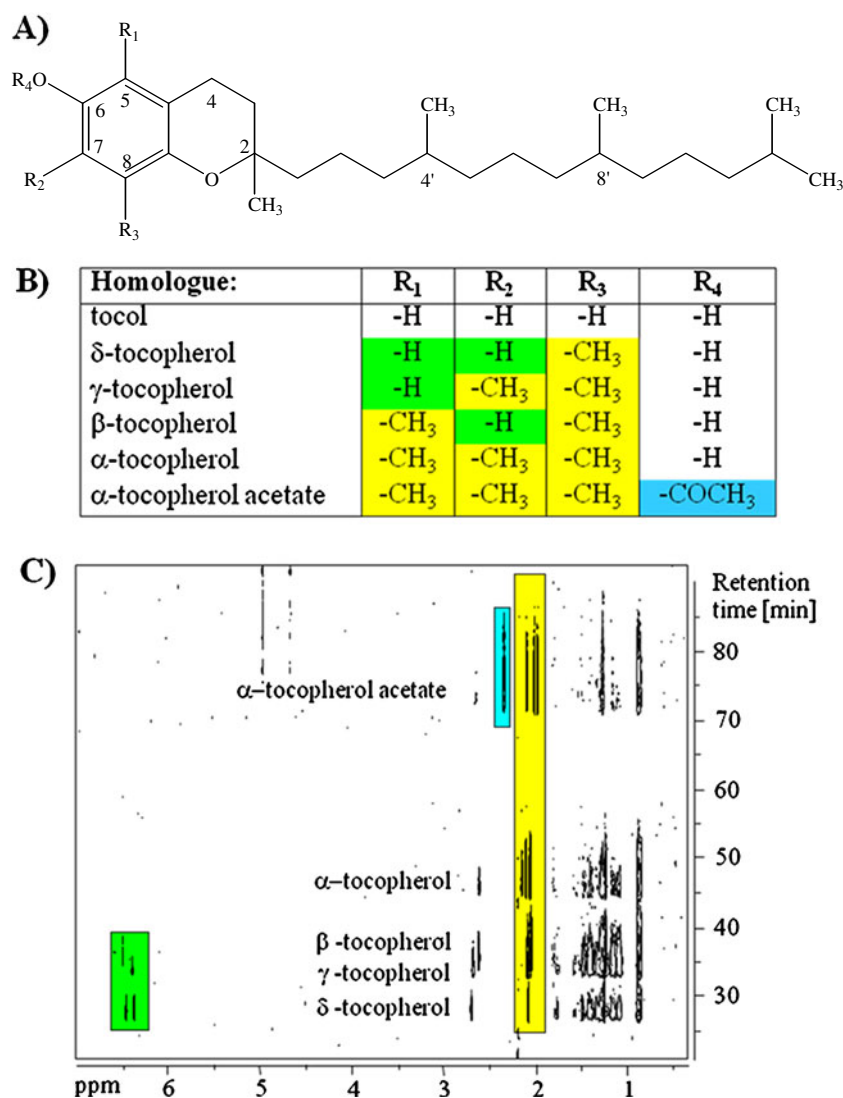 A)
R₁
R₄O
5
4
6
7
8
2
O
R₂
R₃
CH₃
CH₃
4'
CH₃
8'
CH₃
CH₃
B)
Homologue: R₁ R₂ R₃ R₄
tocol -H -H -H -H
δ-tocopherol -H -H -CH₃ -H
γ-tocopherol -H -CH₃ -CH₃ -H
β-tocopherol -CH₃ -H -CH₃ -H
α-tocopherol -CH₃ -CH₃ -CH₃ -H
α-tocopherol acetate -CH₃ -CH₃ -CH₃ -COCH₃
C)
Retention
time [min]
80
α–tocopherol acetate
70
60
50
α–tocopherol
40
β -tocopherol
γ -tocopherol
δ -tocopherol
30
ppm 6 5 4 3 2 1